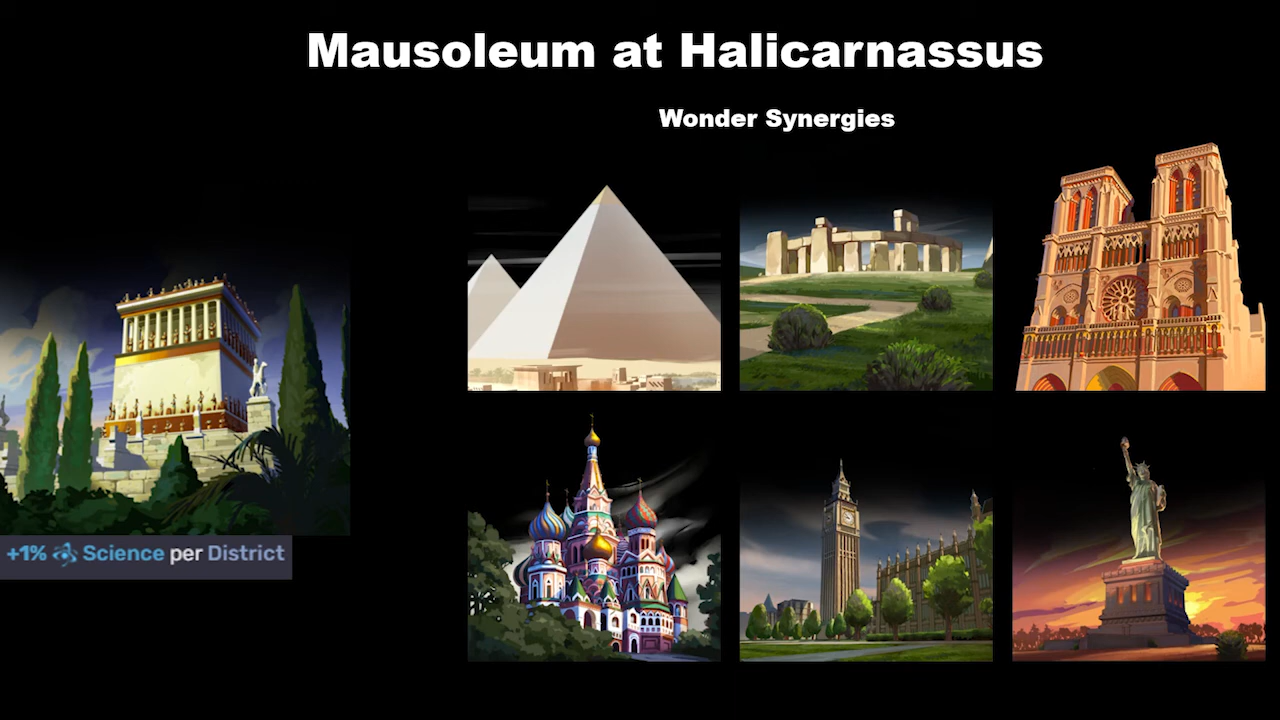 Mausoleum at Halicarnassus
Wonder Synergies
+1% Science per District